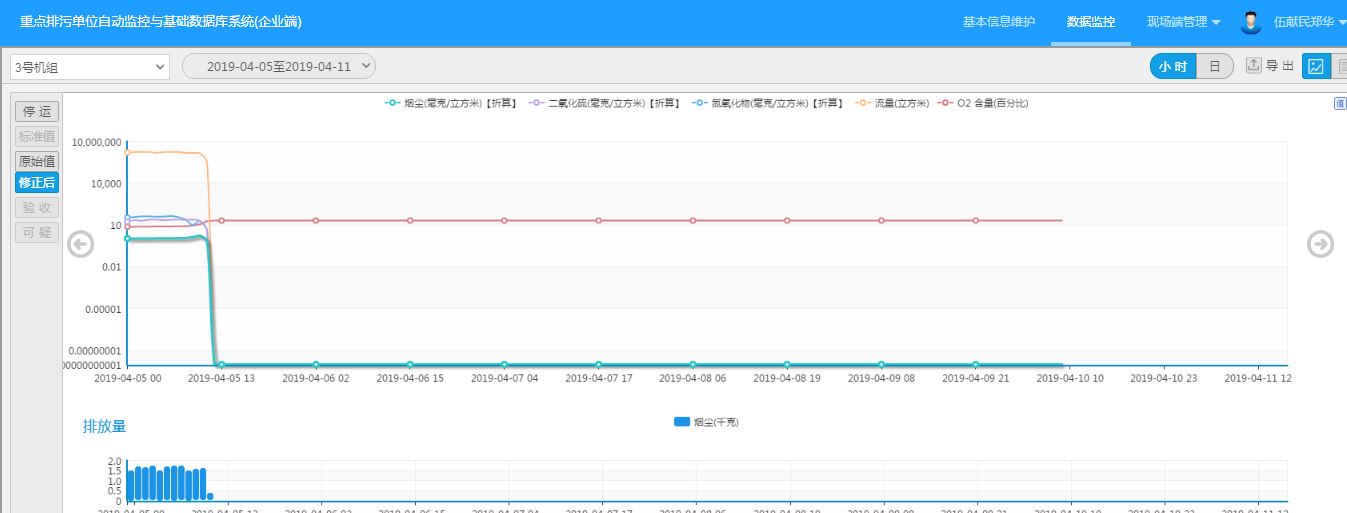 重点排污单位自动监控与基础数据库系统(企业端)
基本信息维护 数据监控 现场端管理 伍献民郑华
3号机组 2019-04-05至2019-04-11 小时 日 导出
停运
标准值
原始值
修正后
验收
可疑
烟尘(毫克/立方米)【折算】 二氧化硫(毫克/立方米)【折算】 氮氧化物(毫克/立方米)【折算】 流量(立方米) O2 含量(百分比)
值
10,000,000
10,000
10
0.01
0.00001
0.00000001
00000000001
2019-04-05 00 2019-04-05 13 2019-04-06 02 2019-04-06 15 2019-04-07 04 2019-04-07 17 2019-04-08 06 2019-04-08 19 2019-04-09 08 2019-04-09 21 2019-04-10 10 2019-04-10 23 2019-04-11 12
排放量
烟尘(千克)
2.0
1.5
1.0
0.5
0